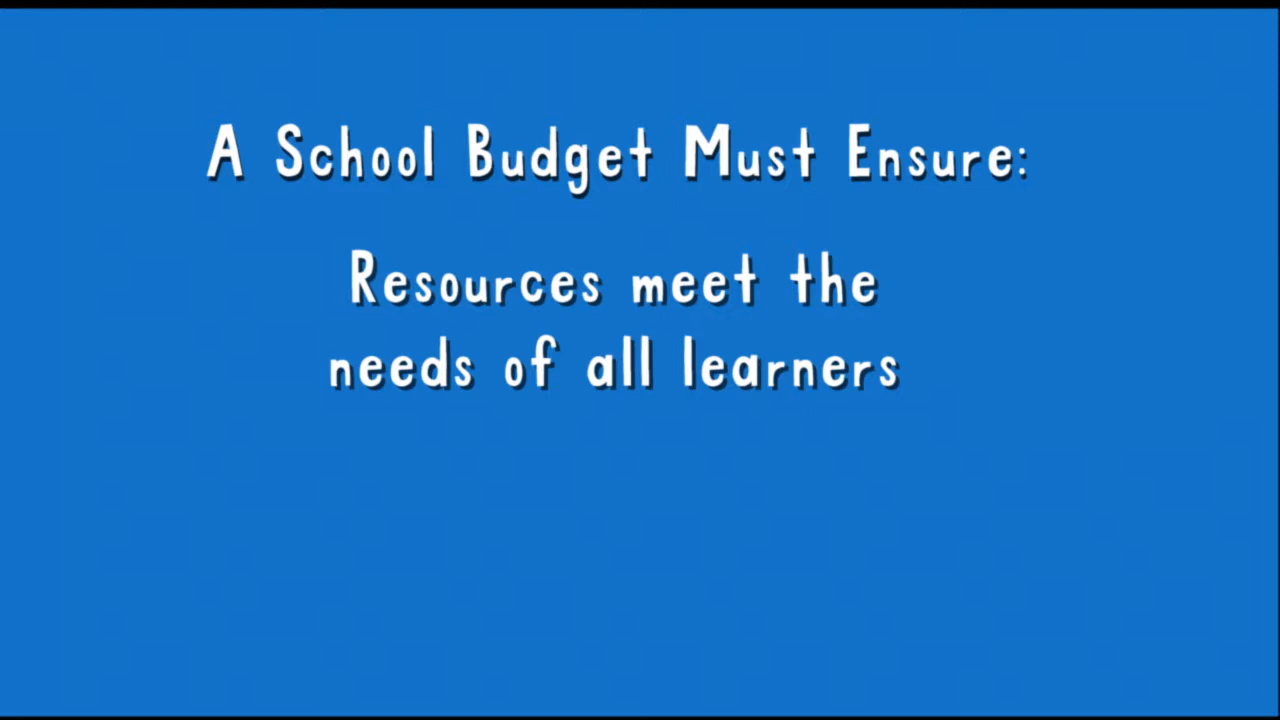 A School Budget Must Ensure:
Resources meet the
needs of all learners